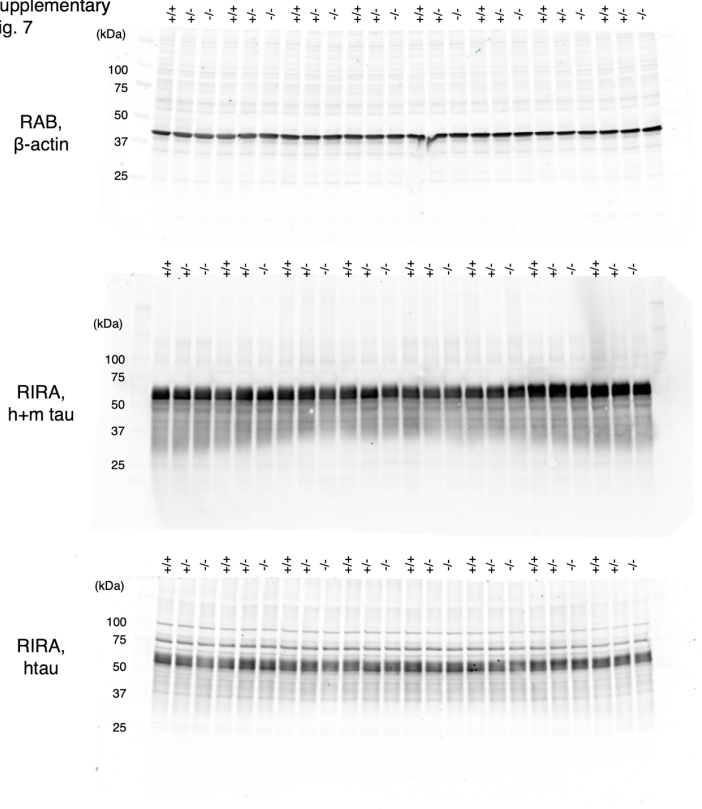 upplementary
ig. 7
+/+ +/- -/- +/+ +/- -/- +/+ +/- -/- +/+ +/- -/- +/+ +/- -/- +/+ +/- -/- +/+ +/- -/- +/+ +/- -/-
(kDa)
100
75
50
37
25
RAB,
β-actin
+/+ +/- -/- +/+ +/- -/- +/+ +/- -/- +/+ +/- -/- +/+ +/- -/- +/+ +/- -/- +/+ +/- -/- +/+ +/- -/-
(kDa)
100
75
50
37
25
RIRA,
h+m tau
+/+ +/- -/- +/+ +/- -/- +/+ +/- -/- +/+ +/- -/- +/+ +/- -/- +/+ +/- -/- +/+ +/- -/- +/+ +/- -/-
(kDa)
100
75
50
37
25
RIRA,
htau